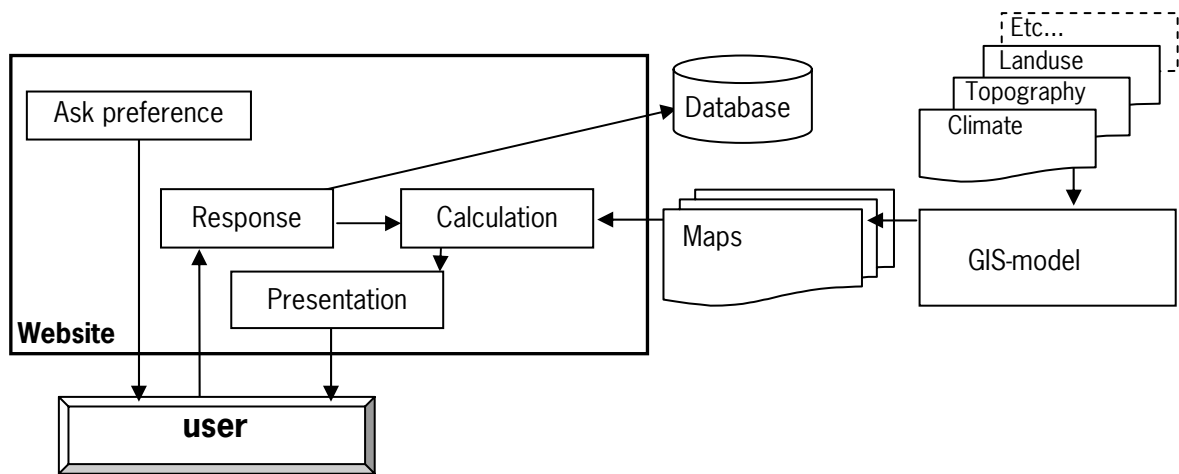 Etc...
Landuse
Topography
Climate
Database
Ask preference
Response
Calculation
Maps
GIS-model
Presentation
Website
user